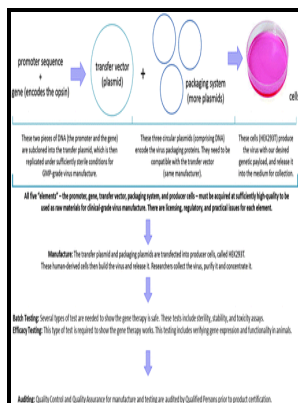 promoter sequence
+
gene (encodes the opsin)
transfer vector
(plasmid)
+
packaging system
(more plasmids)
cells
These two pieces of DNA (the promoter and the gene)
are subcloned into the transfer plasmid, which is then
replicated under sufficiently sterile conditions for
GMP-grade virus manufacture.
These three circular plasmids (comprising DNA)
encode the virus packaging proteins. They need to be
compatible with the transfer vector
(same manufacturer).
These cells (HEK293T) produce
the virus with our desired
genetic payload, and release it
into the medium for collection.
All five "elements" – the promoter, gene, transfer vector, packaging system, and producer cells – must be acquired at sufficiently high-quality to be
used as raw materials for clinical-grade virus manufacture. There are licensing, regulatory, and practical issues for each element.
Manufacture: The transfer plasmid and packaging plasmids are transfected into producer cells, called HEK293T.
These human-derived cells then build the virus and release it. Researchers collect the virus, purify it and concentrate it.
Batch Testing: Several types of test are needed to show the gene therapy is safe. These tests include sterility, stability, and toxicity assays.
Efficacy Testing: This type of test is required to show the gene therapy works. This testing includes verifying gene expression and functionality in animals.
Auditing: Quality Control and Quality Assurance for manufacture and testing are audited by Qualified Persons prior to product certification.